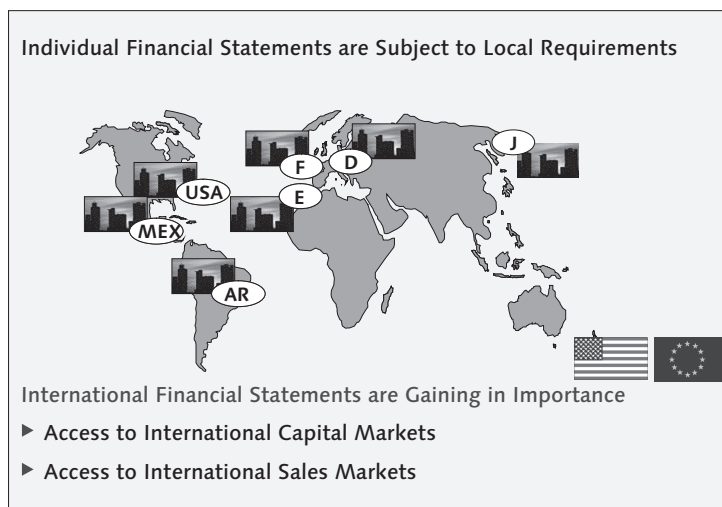 Individual Financial Statements are Subject to Local Requirements
J
F
D
USA
E
MEX
AR
International Financial Statements are Gaining in Importance
▶ Access to International Capital Markets
▶ Access to International Sales Markets